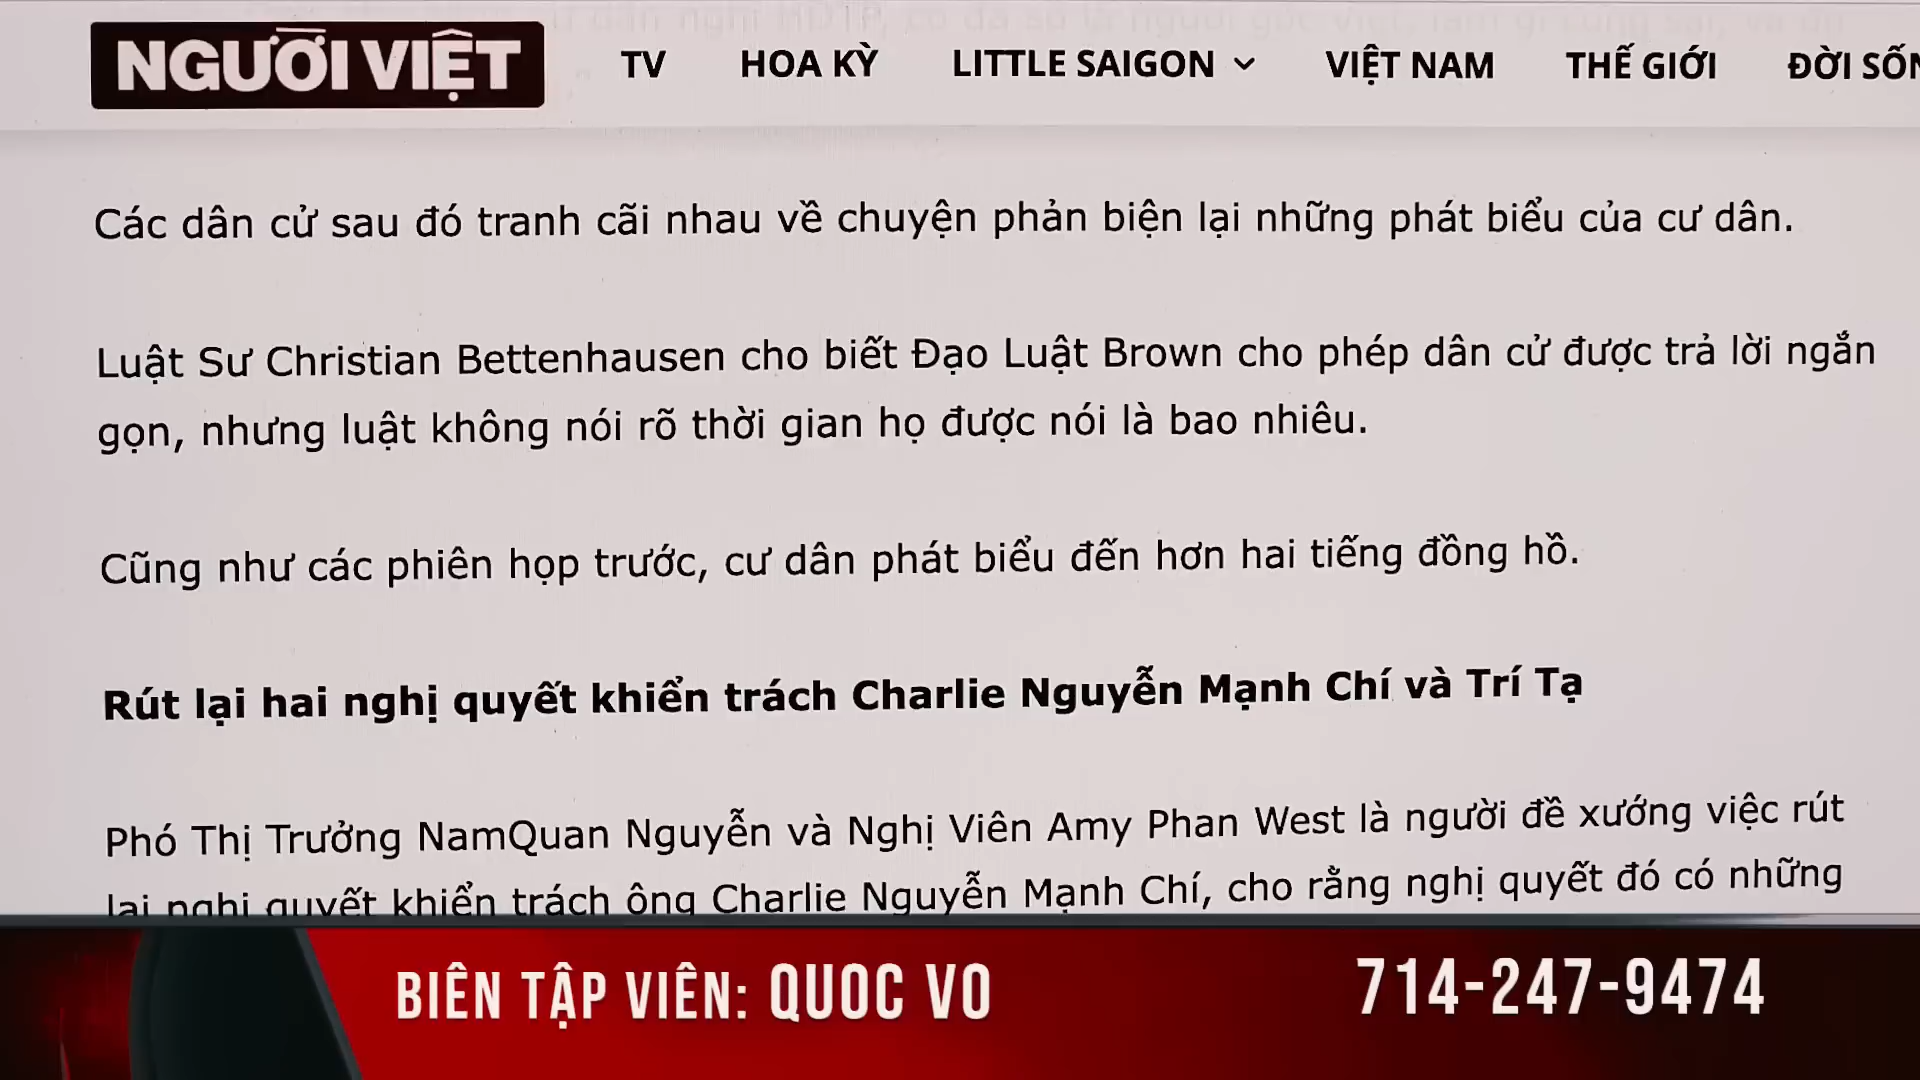 NGƯỜI VIỆT
TV HOA KỲ LITTLE SAIGON VIỆT NAM THẾ GIỚI ĐỜI
Các dân cử sau đó tranh cãi nhau về chuyện phản biện lại những phát biểu của cư dân.
Luật Sư Christian Bettenhausen cho biết Đạo Luật Brown cho phép dân cử được trả lời ngắn
gọn, nhưng luật không nói rõ thời gian họ được nói là bao nhiêu.
Cũng như các phiên họp trước, cư dân phát biểu đến hơn hai tiếng đồng hồ.
Rút lại hai nghị quyết khiển trách Charlie Nguyễn Mạnh Chí và Trí Tạ
Phó Thị Trưởng NamQuan Nguyễn và Nghị Viên Amy Phan West là người đề xướng việc rút
lại nghị quyết khiển trách ông Charlie Nguyễn Mạnh Chí, cho rằng nghị quyết đó có những
BIÊN TẬP VIÊN: QUOC VO
714-247-9474